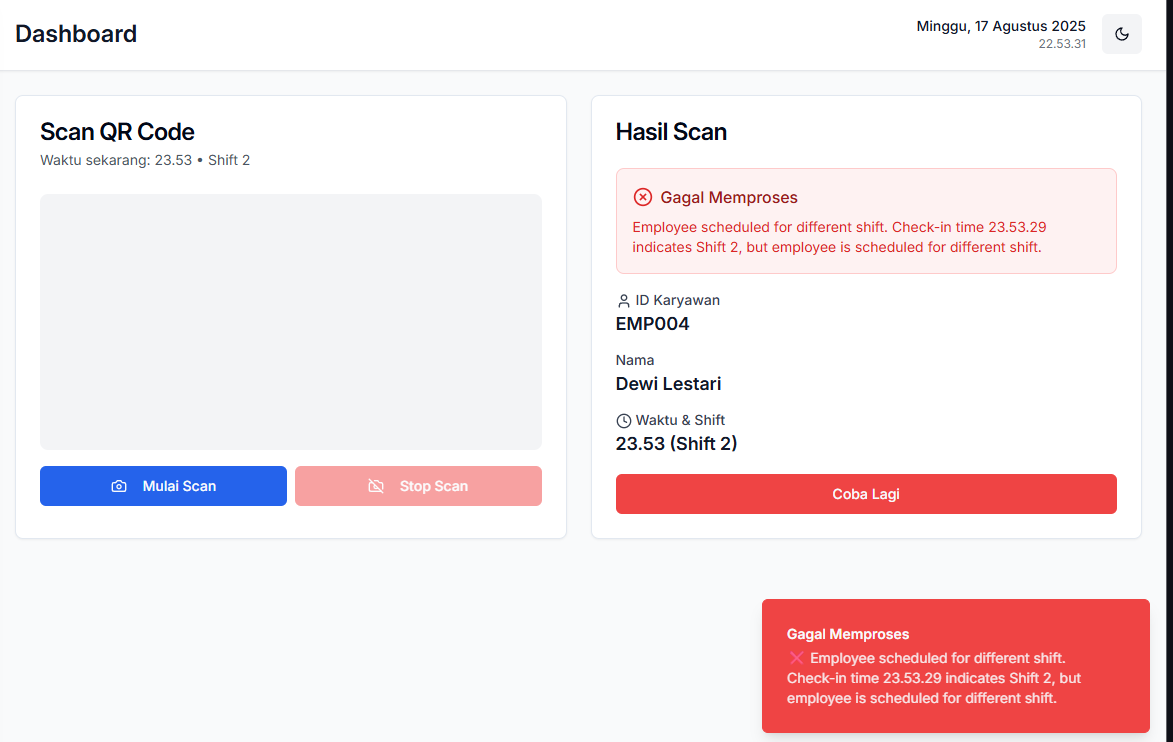 Dashboard
Minggu, 17 Agustus 2025
22.53.31
Scan QR Code
Waktu sekarang: 23.53 • Shift 2
Mulai Scan
Stop Scan
Hasil Scan
Gagal Memproses
Employee scheduled for different shift. Check-in time 23.53.29
indicates Shift 2, but employee is scheduled for different shift.
ID Karyawan
EMP004
Nama
Dewi Lestari
Waktu & Shift
23.53 (Shift 2)
Coba Lagi
Gagal Memproses
❌ Employee scheduled for different shift.
Check-in time 23.53.29 indicates Shift 2, but
employee is scheduled for different shift.